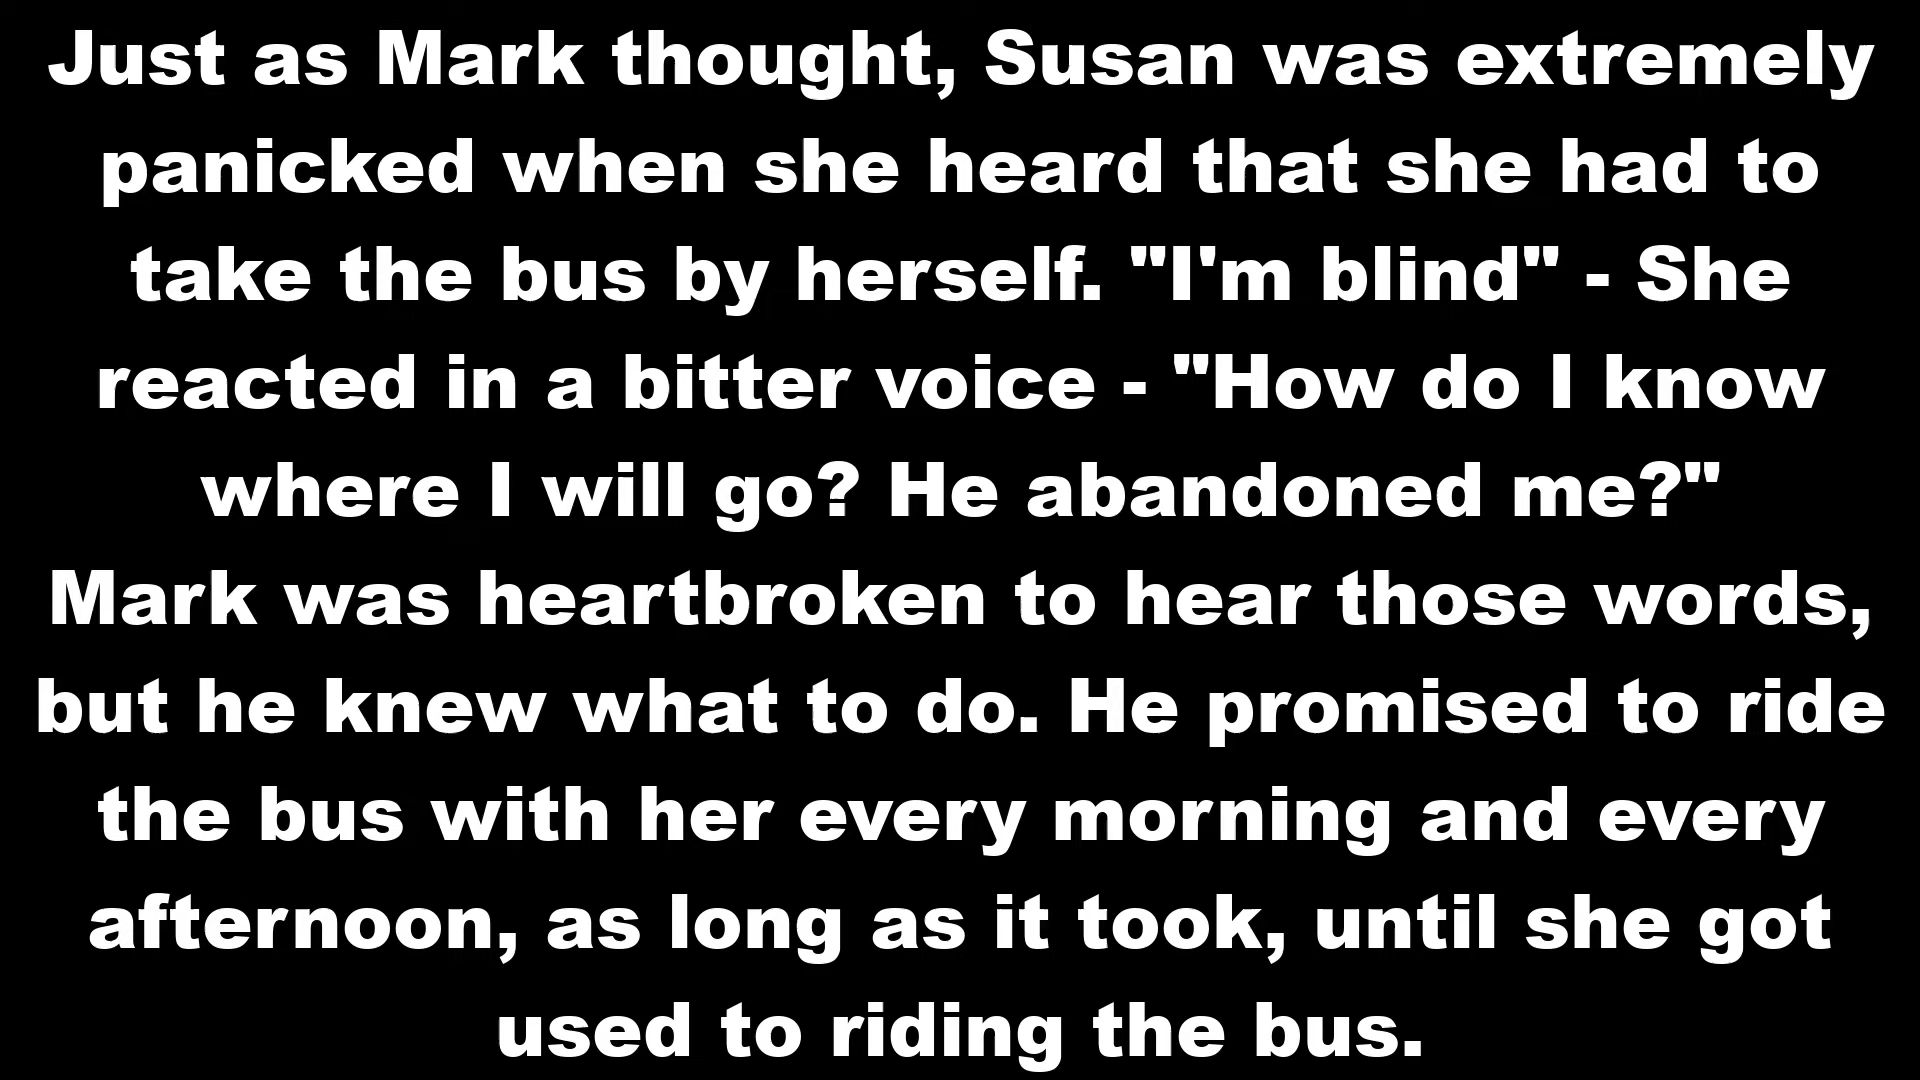 Just as Mark thought, Susan was extremely
panicked when she heard that she had to
take the bus by herself. "I'm blind" - She
reacted in a bitter voice - "How do I know
where I will go? He abandoned me?"
Mark was heartbroken to hear those words,
but he knew what to do. He promised to ride
the bus with her every morning and every
afternoon, as long as it took, until she got
used to riding the bus.